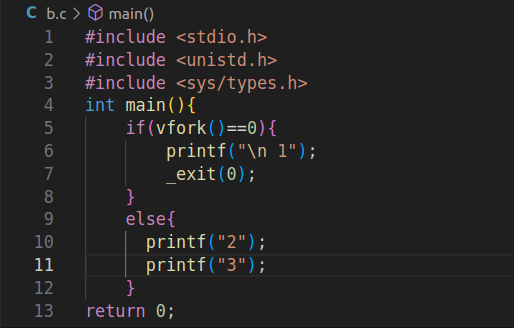 C b.c > main()
1 #include <stdio.h>
2 #include <unistd.h>
3 #include <sys/types.h>
4 int main(){
5     if(vfork()==0){
6         printf("\n 1");
7         _exit(0);
8     }
9     else{
10       printf("2");
11       printf("3");
12     }
13 return 0;